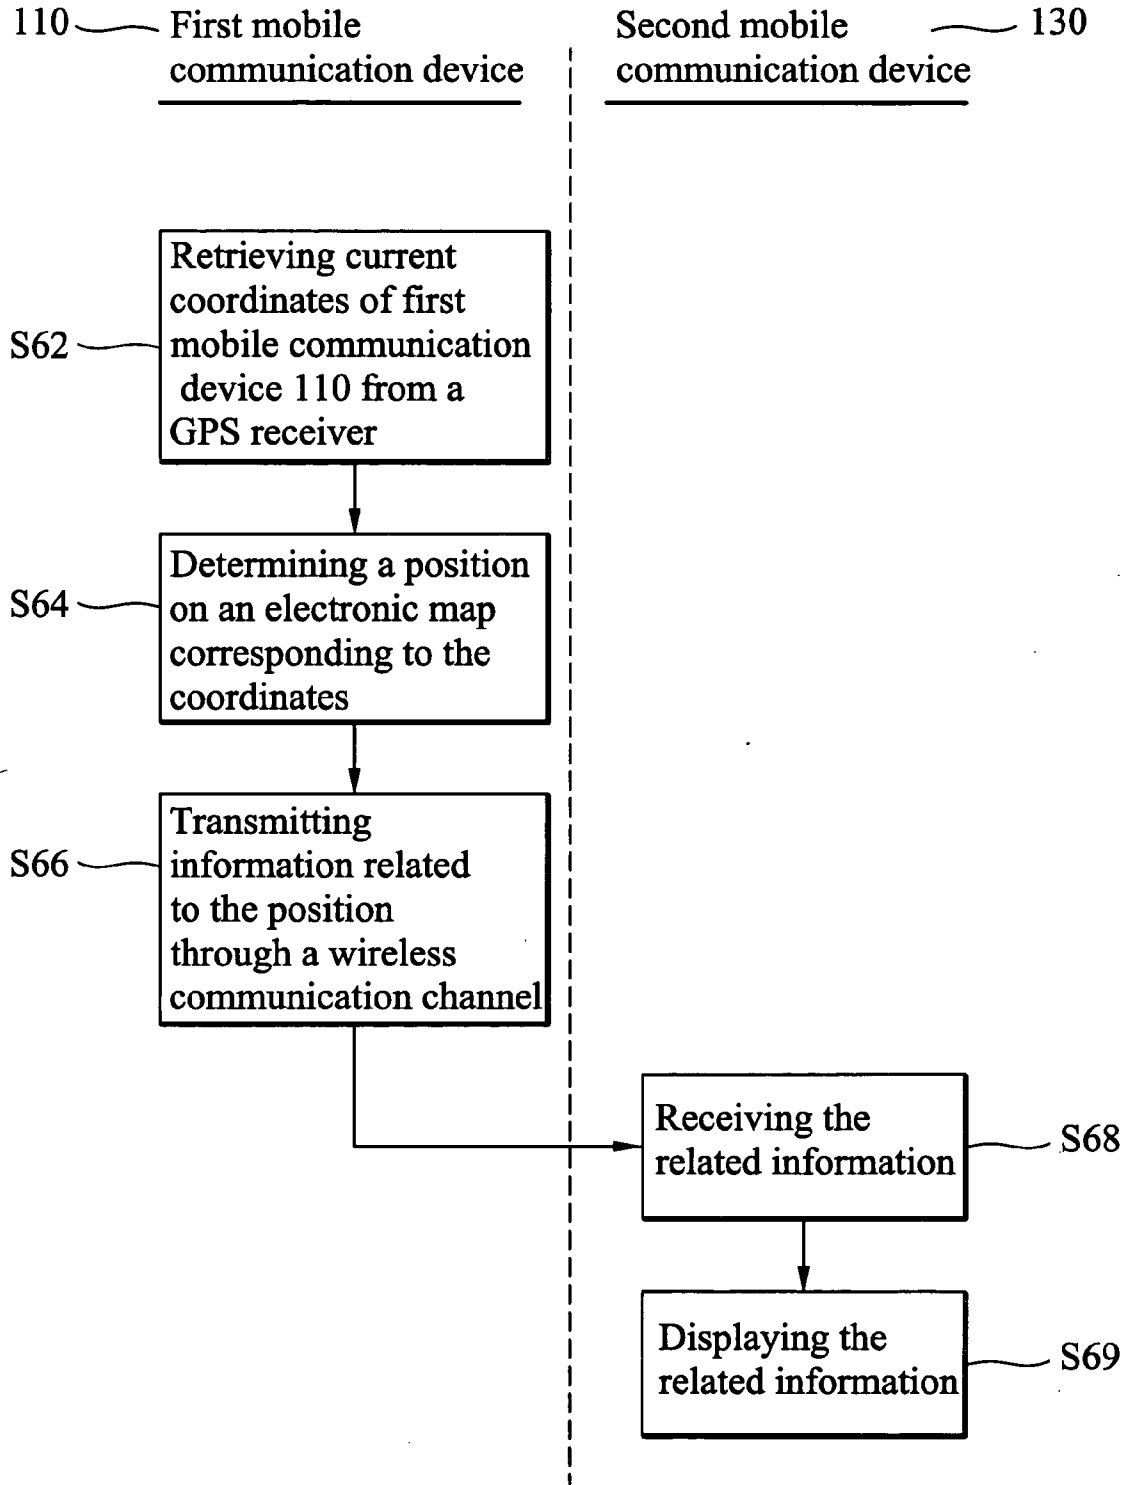 110
First mobile
communication device
Second mobile
communication device
130
Retrieving current
coordinates of first
mobile communication
device 110 from a
GPS receiver
S62
Determining a position
on an electronic map
corresponding to the
coordinates
S64
Transmitting
information related
to the position
through a wireless
communication channel
S66
Receiving the
related information
S68
Displaying the
related information
S69